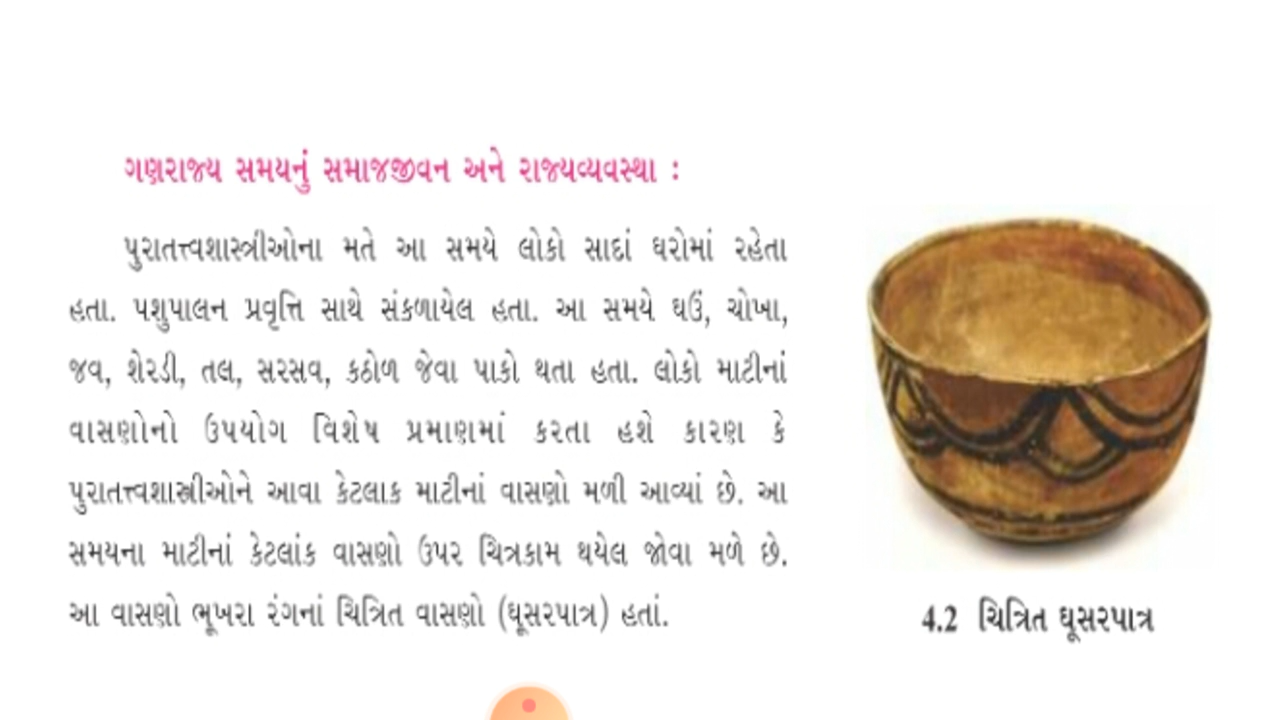 ગણરાજ્ય સમયનું સમાજજીવન અને રાજ્યવ્યવસ્થા :
પુરાતત્ત્વશાસ્ત્રીઓના મતે આ સમયે લોકો સાદાં ઘરોમાં રહેતા
હતા. પશુપાલન પ્રવૃત્તિ સાથે સંકળાયેલ હતા. આ સમયે ઘઉં, ચોખા,
જવ, શેરડી, તલ, સરસવ, કઠોળ જેવા પાકો થતા હતા. લોકો માટીનાં
વાસણોનો ઉપયોગ વિશેષ પ્રમાણમાં કરતા હશે કારણ કે
પુરાતત્ત્વશાસ્ત્રીઓને આવા કેટલાક માટીનાં વાસણો મળી આવ્યાં છે. આ
સમયના માટીનાં કેટલાંક વાસણો ઉપર ચિત્રકામ થયેલ જોવા મળે છે.
આ વાસણો ભૂખરા રંગનાં ચિત્રિત વાસણો (ઘૂસરપાત્ર) હતાં.
4.2 ચિત્રિત ઘૂસરપાત્ર